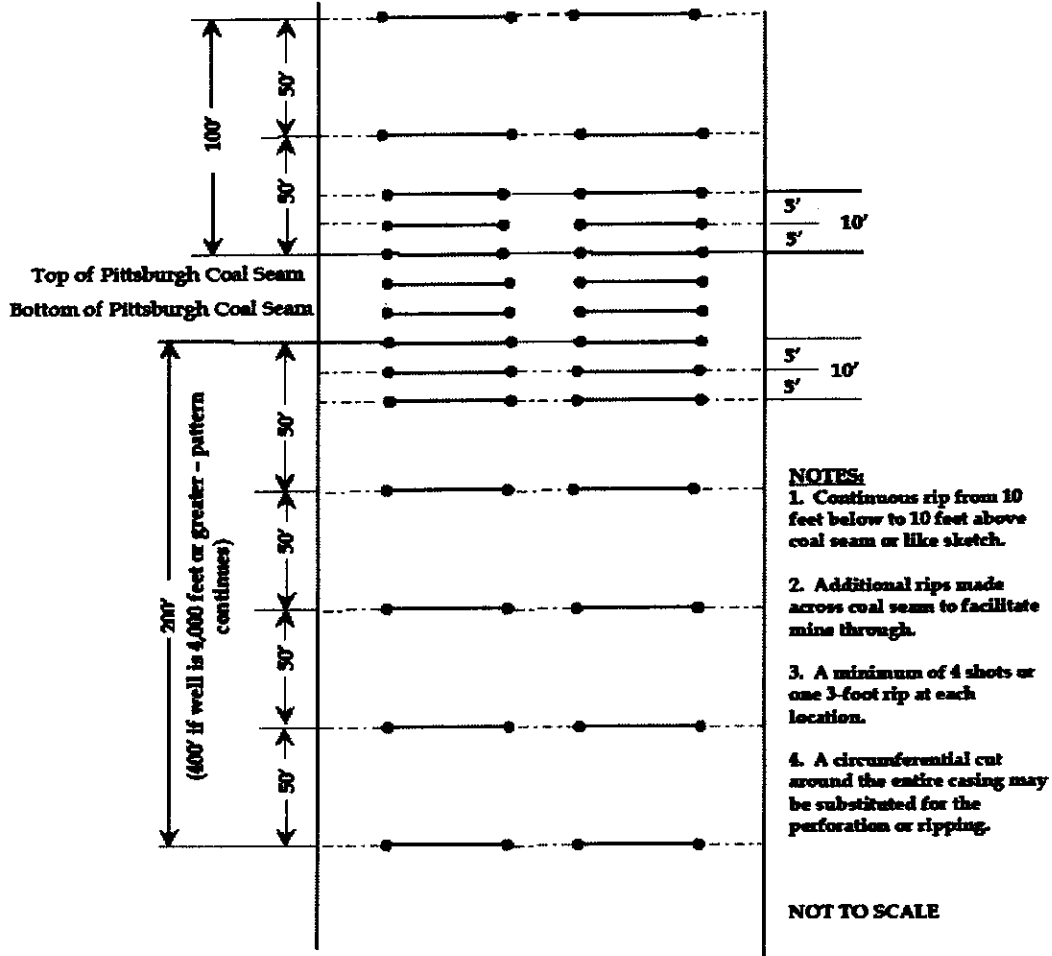 100'
50'
50'
5'
10'
5'
Top of Pittsburgh Coal Seam
Bottom of Pittsburgh Coal Seam
5'
10'
5'
200'
(400' if well is 4,000 feet or greater – pattern
continues)
50'
50'
50'
50'
NOTES:
1. Continuous rip from 10
feet below to 10 feet above
coal seam or like sketch.
2. Additional rips made
across coal seam to facilitate
mine through.
3. A minimum of 4 shots or
one 3-foot rip at each
location.
4. A circumferential cut
around the entire casing may
be substituted for the
perforation or ripping.
NOT TO SCALE